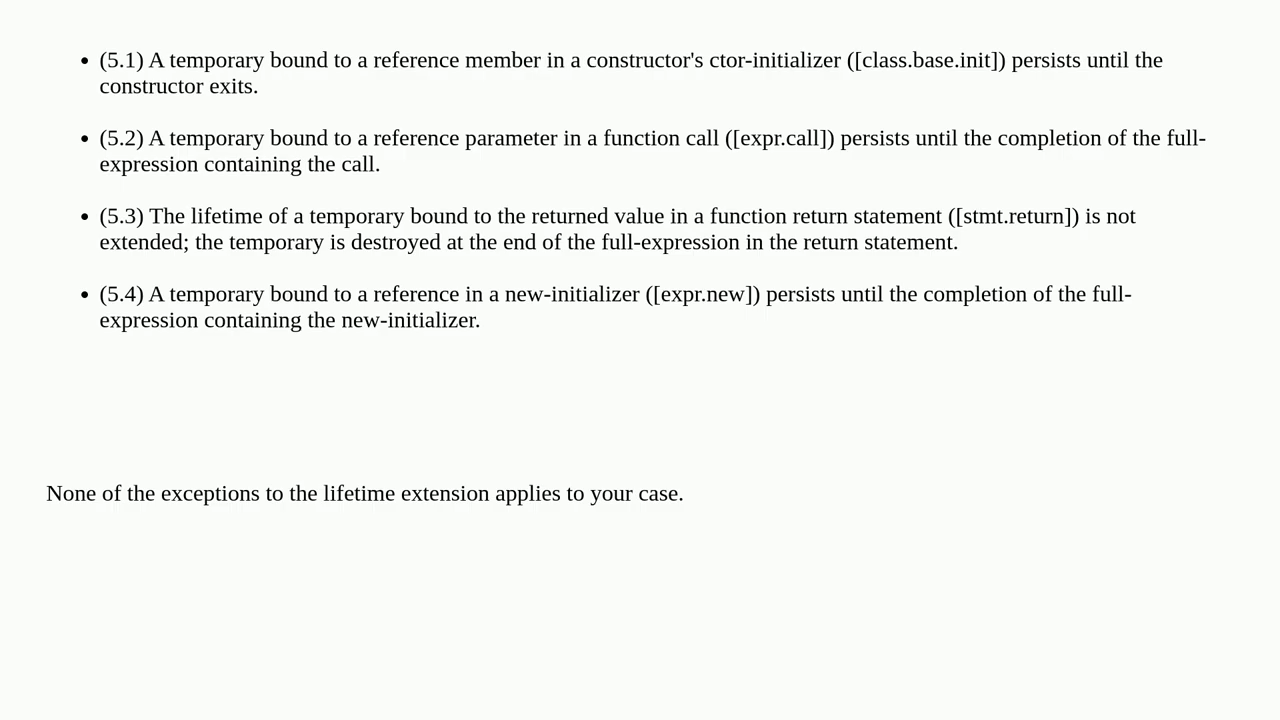 • (5.1) A temporary bound to a reference member in a constructor's ctor-initializer ([class.base.init]) persists until the
constructor exits.
• (5.2) A temporary bound to a reference parameter in a function call ([expr.call]) persists until the completion of the full-
expression containing the call.
• (5.3) The lifetime of a temporary bound to the returned value in a function return statement ([stmt.return]) is not
extended; the temporary is destroyed at the end of the full-expression in the return statement.
• (5.4) A temporary bound to a reference in a new-initializer ([expr.new]) persists until the completion of the full-
expression containing the new-initializer.
None of the exceptions to the lifetime extension applies to your case.